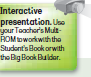 Interactive
presentation. Use
your Teacher's Multi-
ROM to work with the
Student's Book or with
the Big Book Builder.